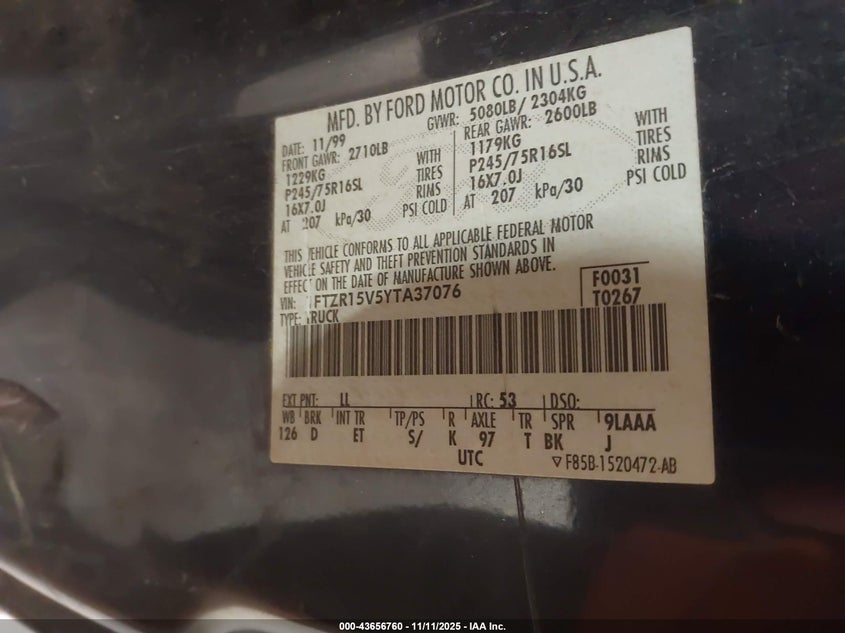 MFD. BY FORD MOTOR CO. IN U.S.A.
DATE: 11/99 GVWR: 5080LB/ 2304KG
FRONT GAWR: 2710LB REAR GAWR: 2600LB
1229KG WITH 1179KG WITH
P245/75R16SL TIRES P245/75R16SL TIRES
16X7.0J RIMS 16X7.0J RIMS
AT 207 kPa/30 PSI COLD AT 207 kPa/30 PSI COLD
THIS VEHICLE CONFORMS TO ALL APPLICABLE FEDERAL MOTOR
VEHICLE SAFETY AND THEFT PREVENTION STANDARDS IN
EFFECT ON THE DATE OF MANUFACTURE SHOWN ABOVE.
VIN: 1FTZR15V5YTA37076 F0031
TYPE: TRUCK T0267
EXT PNT: LL RC: 53 DSO:
WB BRK INT TR TP/PS R AXLE TR SPR 9LAAA
126 D ET S/ K 97 T BK J
UTC ▽ F85B-1520472-AB
000-43656760 - 11/11/2025 - IAA Inc.